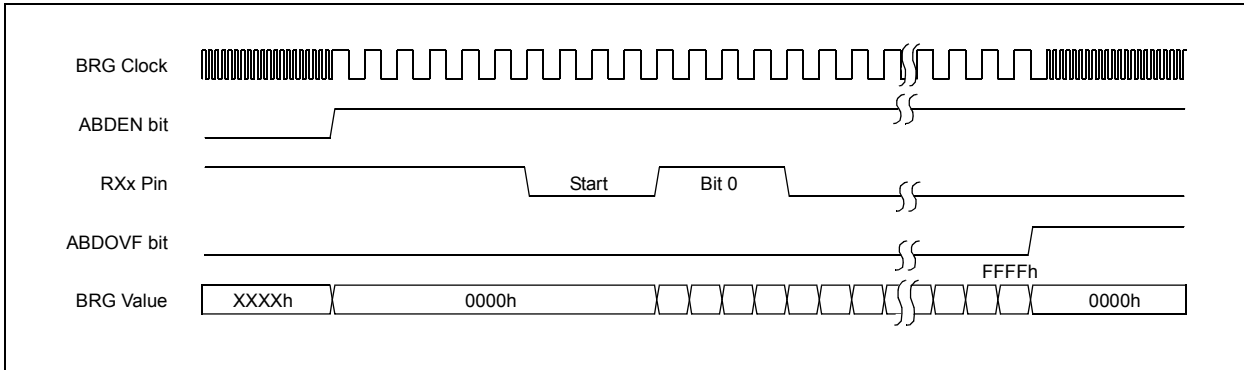 BRG Clock
ABDEN bit
RXx Pin
Start
Bit 0
ABDOVF bit
FFFFh
BRG Value
XXXXh
0000h
0000h